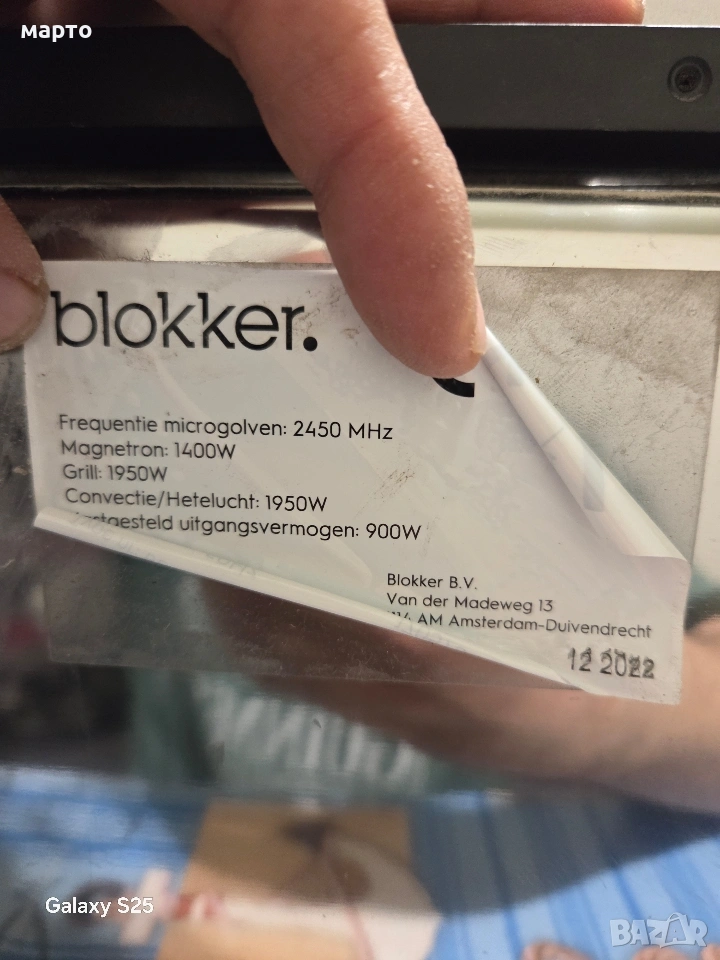 марто
blokker.
Frequentie microgolven: 2450 MHz
Magnetron: 1400W
Grill: 1950W
Convectie/Hetelucht: 1950W
uitgangsvermogen: 900W
Blokker B.V.
Van der Madeweg 13
AM Amsterdam-Duivendrecht
12 2022
Galaxy S25
BAZAR